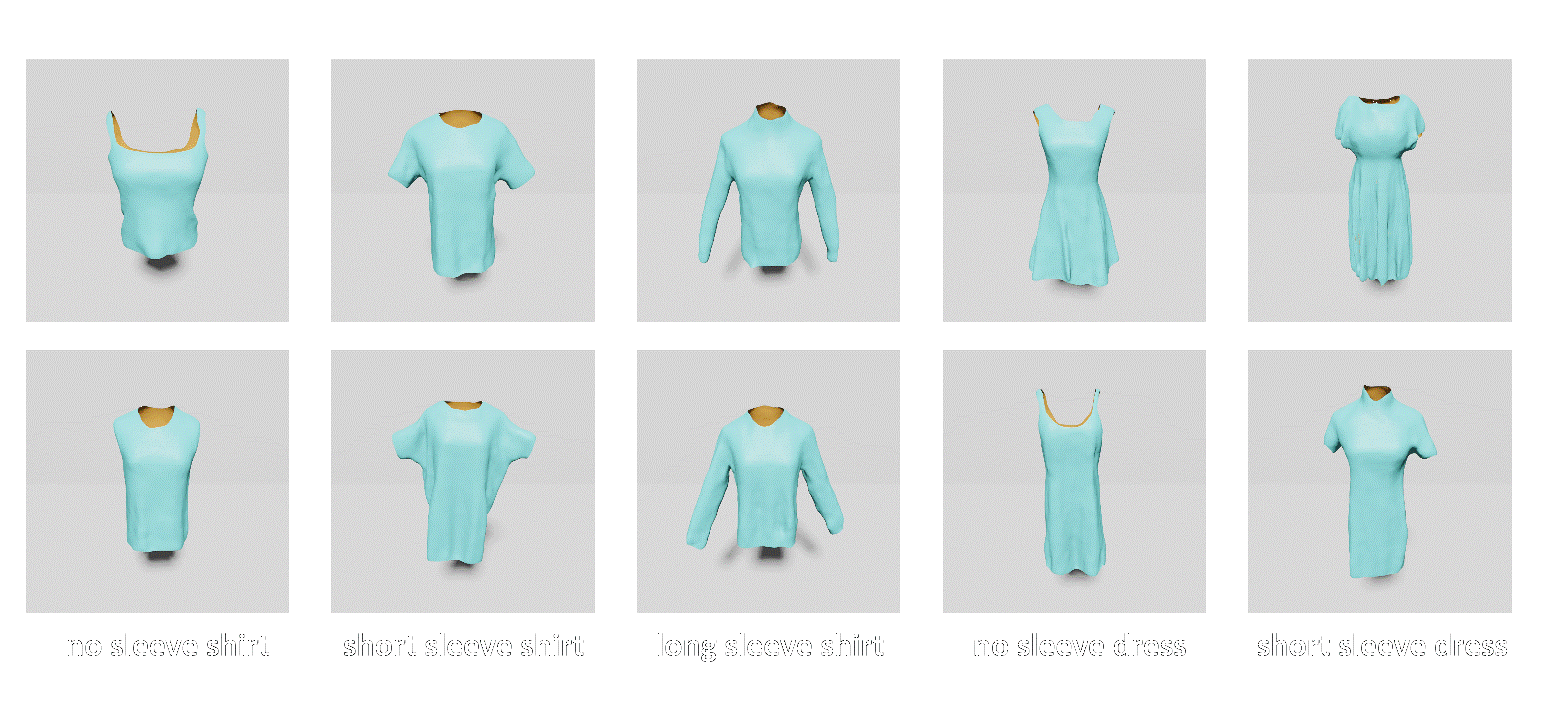 no sleeve shirt
short sleeve shirt
long sleeve shirt
no sleeve dress
short sleeve dress